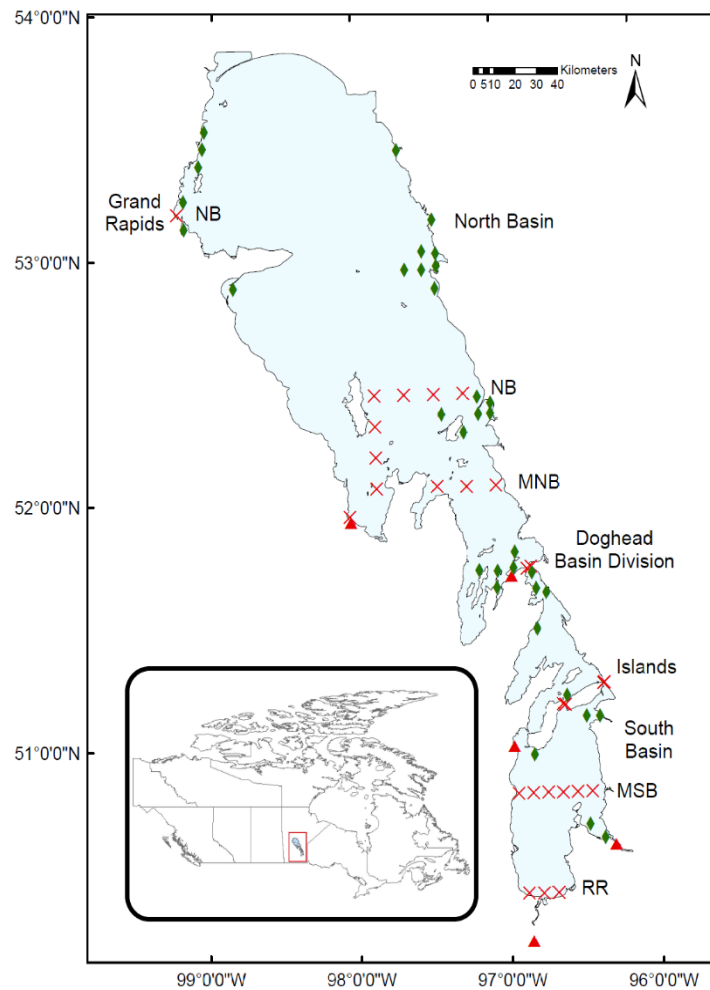 54°0'0"N
N
Kilometers
0 5 10 20 30 40
Grand
Rapids
NB
North Basin
53°0'0"N
NB
MNB
52°0'0"N
Doghead
Basin Division
Islands
South
Basin
51°0'0"N
MSB
RR
99°0'0"W
98°0'0"W
97°0'0"W
96°0'0"W